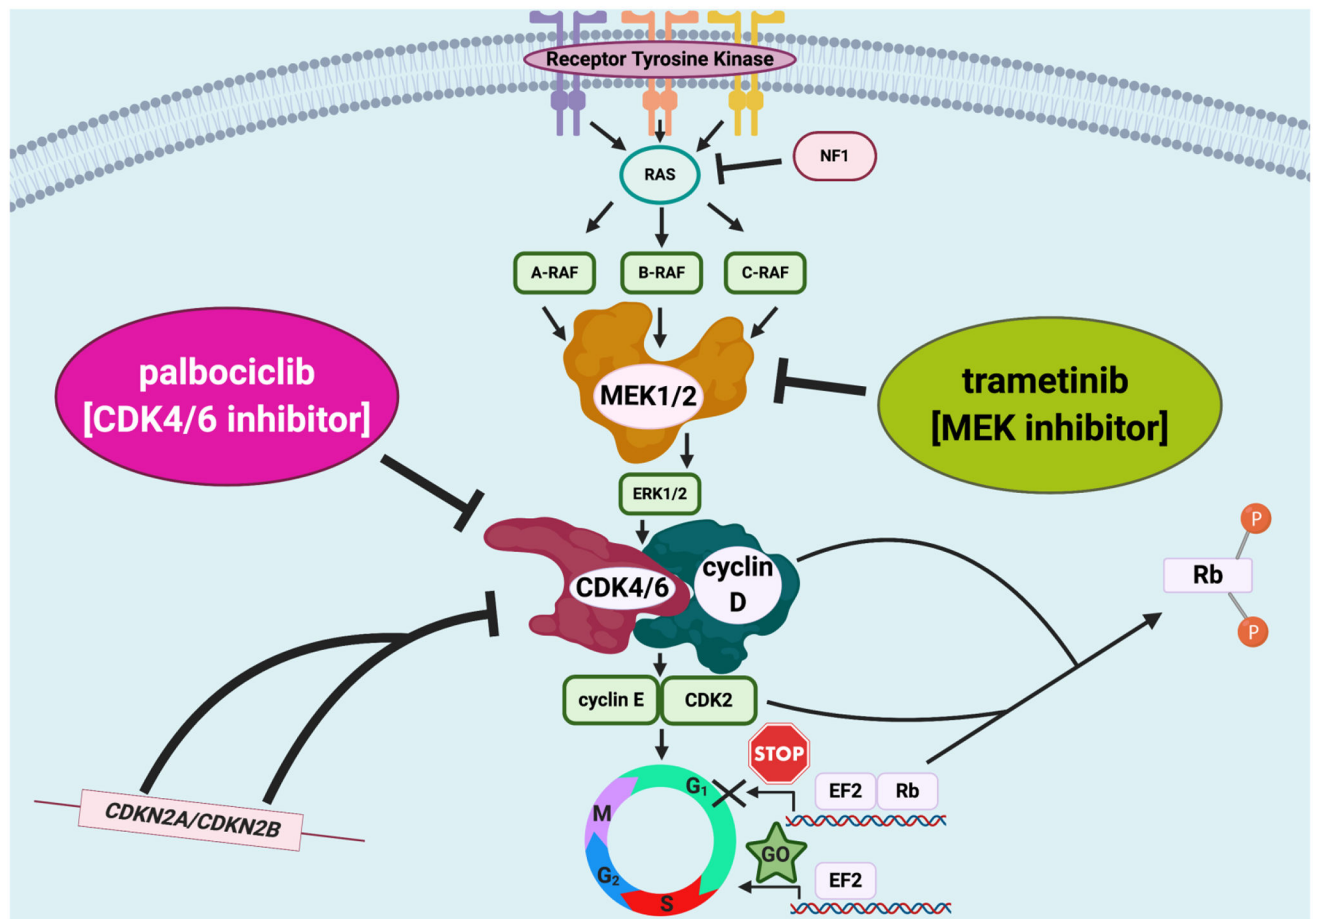 Receptor Tyrosine Kinase
RAS
NF1
A-RAF
B-RAF
C-RAF
palbociclib
[CDK4/6 inhibitor]
MEK1/2
trametinib
[MEK inhibitor]
ERK1/2
P
CDK4/6
cyclin
D
Rb
P
cyclin E
CDK2
STOP
CDKN2A/CDKN2B
G1
EF2
Rb
M
GO
G2
EF2
S